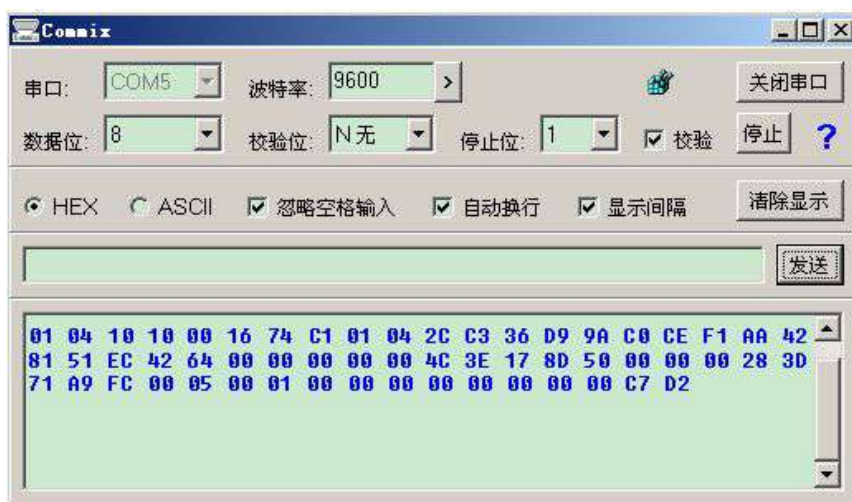 Commix
串口: COM5 波特率: 9600 > 关闭串口
数据位: 8 校验位: N 无 停止位: 1 校验 停止 ?
HEX ASCII 忽略空格输入 自动换行 显示间隔 清除显示
发送
01 04 10 10 00 16 74 C1 01 04 2C C3 36 D9 9A C0 CE F1 AA 42
81 51 EC 42 64 00 00 00 00 00 4C 3E 17 8D 50 00 00 00 28 3D
71 A9 FC 00 05 00 01 00 00 00 00 00 00 00 00 C7 D2